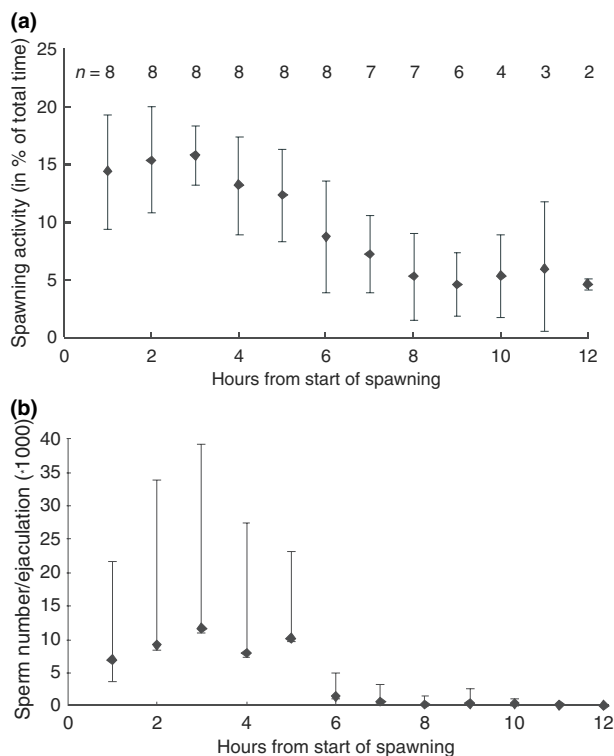 (a)
Spawning activity (in % of total time)
n = 8 8 8 8 8 8 7 7 6 4 3 2
25
20
15
10
5
0
0 2 4 6 8 10 12
Hours from start of spawning
(b)
Sperm number/ejaculation (·1000)
40
35
30
25
20
15
10
5
0
0 2 4 6 8 10 12
Hours from start of spawning